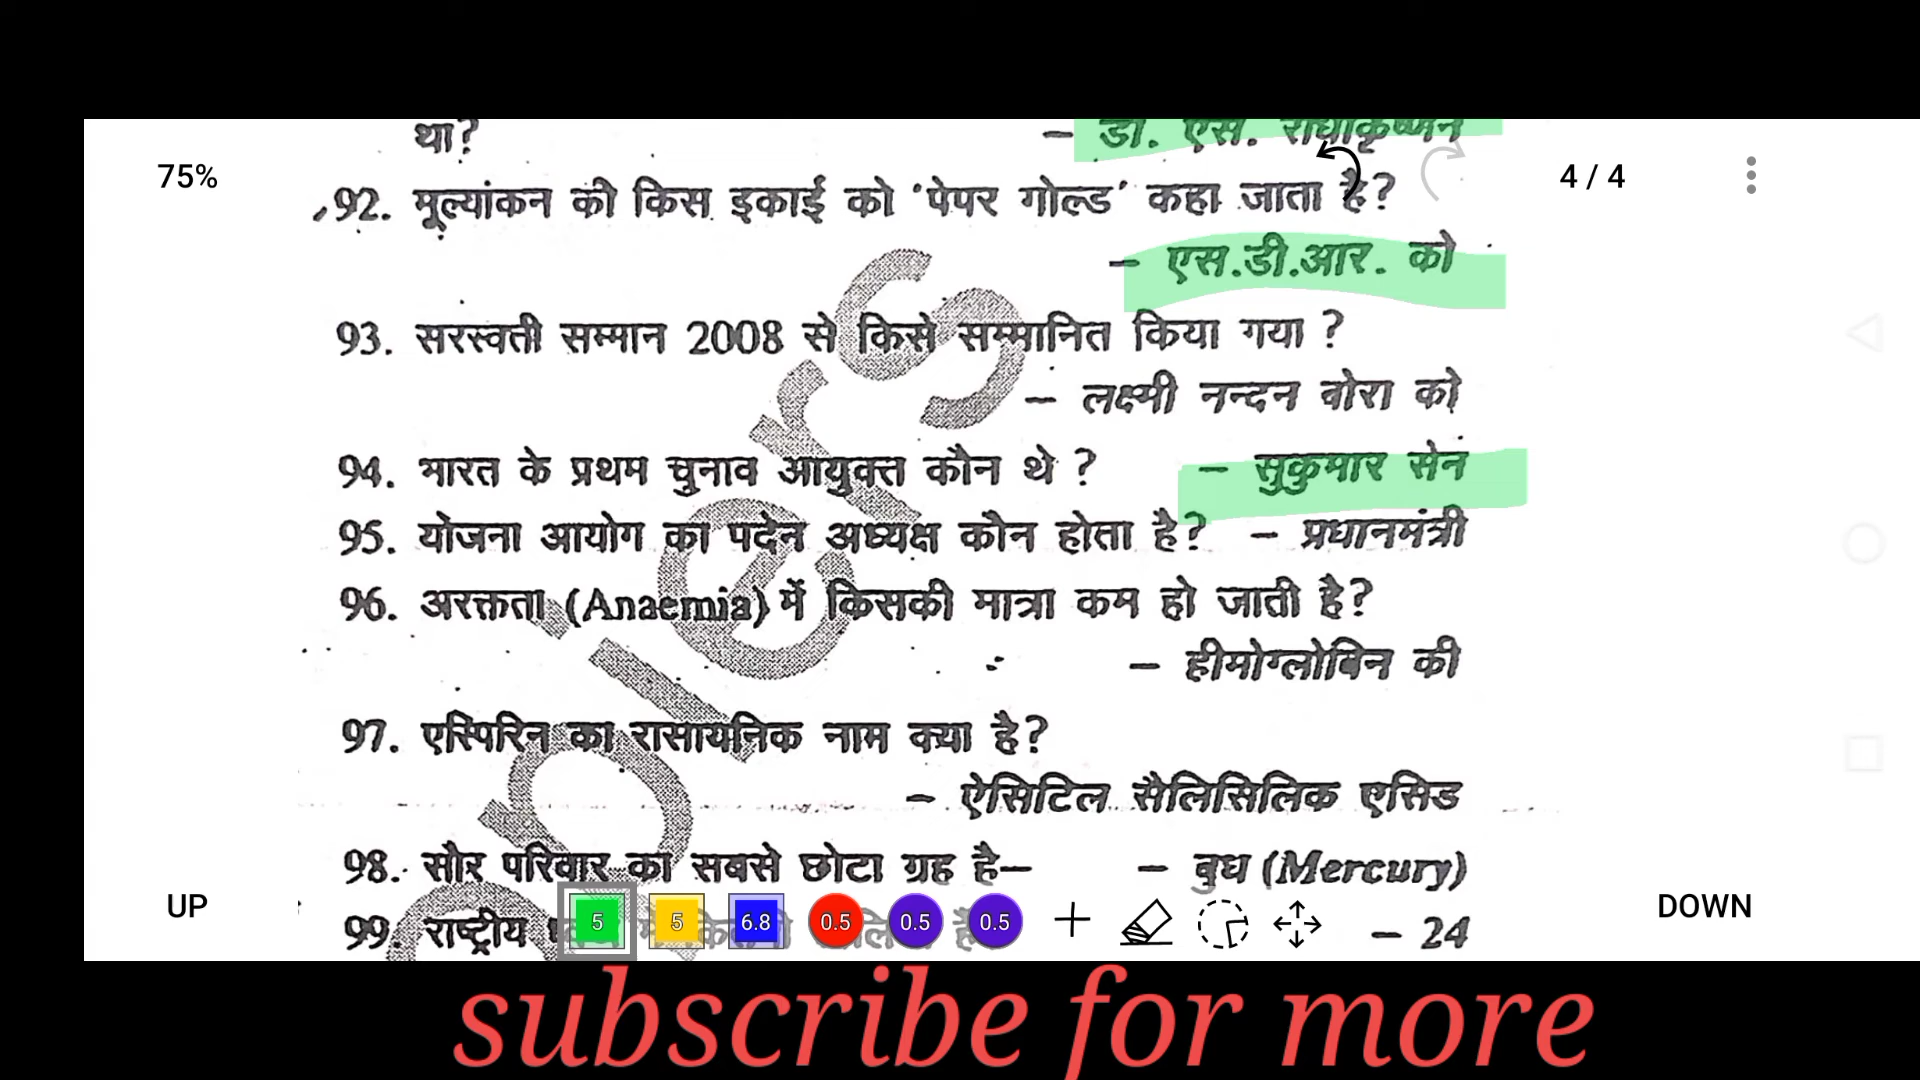 था? – डा. एस. राधाकृष्णन
75% 4 / 4
92. मूल्यांकन की किस इकाई को 'पेपर गोल्ड' कहा जाता है?
– एस.डी.आर. को
93. सरस्वती सम्मान 2008 से किसे सम्मानित किया गया ?
– लक्ष्मी नन्दन बोरा को
94. भारत के प्रथम चुनाव आयुक्त कौन थे ? – सुकुमार सेन
95. योजना आयोग का पदेन अध्यक्ष कौन होता है? – प्रधानमंत्री
96. अरक्तता (Anaemia) में किसकी मात्रा कम हो जाती है?
– हीमोग्लोबिन की
97. एस्पिरिन का रासायनिक नाम क्या है?
– ऐसिटिल सैलिसिलिक एसिड
98. सौर परिवार का सबसे छोटा ग्रह है– – बुध (Mercury)
UP DOWN
99. राष्ट्रीय – 24
5 5 6.8 0.5 0.5 0.5
subscribe for more